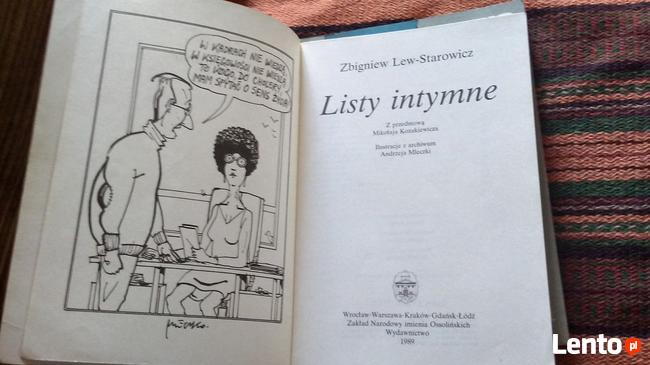 W KADRACH NIE WIEDZĄ,
W KSIĘGOWOŚCI NIE WIEDZĄ
TO KOGO, DO CHOLERY
MAM SPYTAĆ O SENS ŻYCIA
Zbigniew Lew-Starowicz
Listy intymne
Z przedmową
Mikołaja Kozakiewicza
Ilustracje z archiwum
Andrzeja Mleczki
Wrocław-Warszawa-Kraków-Gdańsk-Łódź
Zakład Narodowy imienia Ossolińskich
Wydawnictwo
1989
Lento.pl